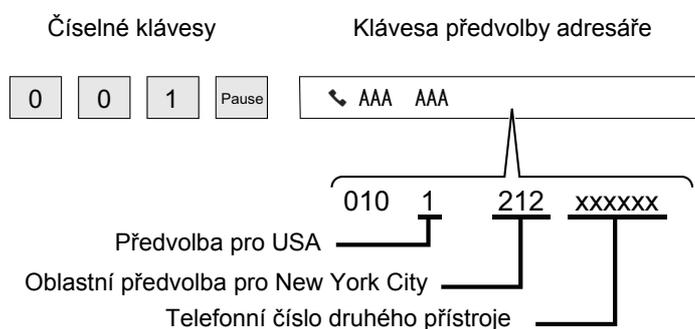 Číselné klávesy Klávesa předvolby adresáře
0 0 1 Pause AAA AAA
010 1 212 xxxxxx
Předvolba pro USA
Oblastní předvolba pro New York City
Telefonní číslo druhého přístroje